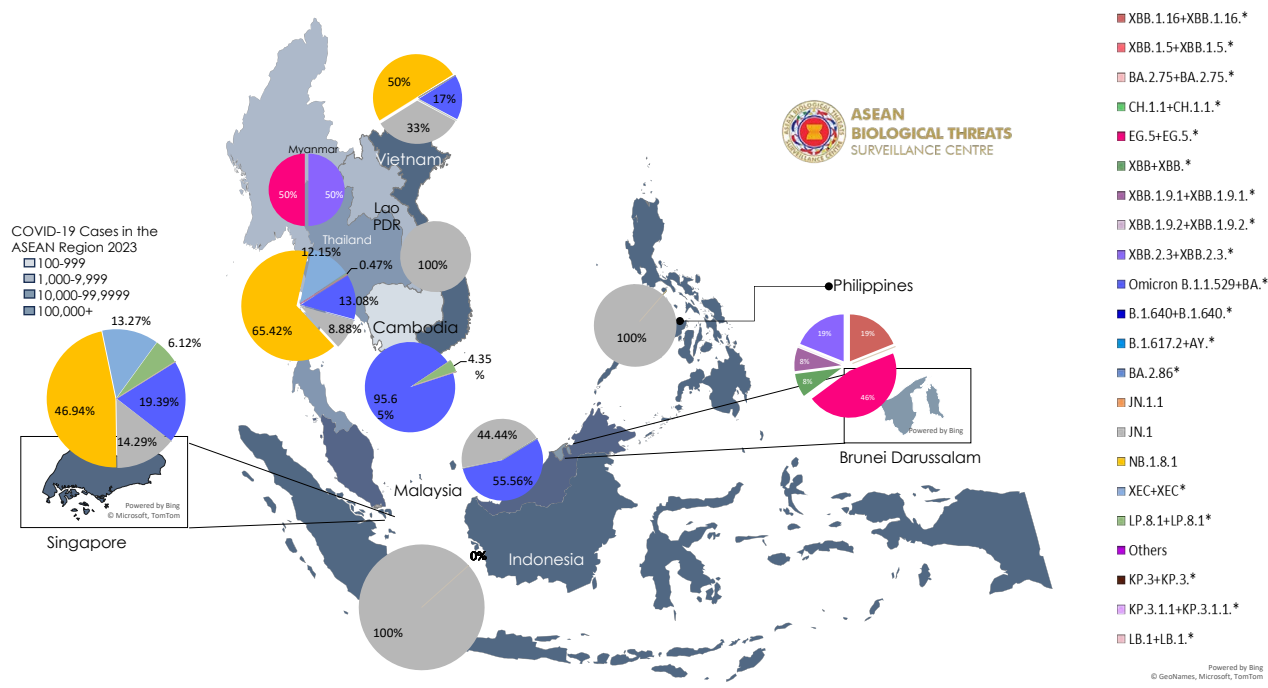 ASEAN
BIOLOGICAL THREATS
SURVEILLANCE CENTRE
COVID-19 Cases in the
ASEAN Region 2023
100-999
1,000-9,999
10,000-99,9999
100,000+
50%
17%
33%
Vietnam
Myanmar
50%
50%
Lao
PDR
100%
Thailand
12.15%
0.47%
13.08%
8.88%
65.42%
Cambodia
4.35
%
95.6
5%
13.27%
6.12%
19.39%
14.29%
46.94%
Powered by Bing
© Microsoft, TomTom
Singapore
44.44%
55.56%
Malaysia
0%
100%
Indonesia
Philippines
100%
19%
19%
8%
8%
46%
Powered by Bing
Brunei Darussalam
XBB.1.16+XBB.1.16.*
XBB.1.5+XBB.1.5.*
BA.2.75+BA.2.75.*
CH.1.1+CH.1.1.*
EG.5+EG.5.*
XBB+XBB.*
XBB.1.9.1+XBB.1.9.1.*
XBB.1.9.2+XBB.1.9.2.*
XBB.2.3+XBB.2.3.*
Omicron B.1.1.529+BA.*
B.1.640+B.1.640.*
B.1.617.2+AY.*
BA.2.86*
JN.1.1
JN.1
NB.1.8.1
XEC+XEC*
LP.8.1+LP.8.1*
Others
KP.3+KP.3.*
KP.3.1.1+KP.3.1.1.*
LB.1+LB.1.*
Powered by Bing
© GeoNames, Microsoft, TomTom